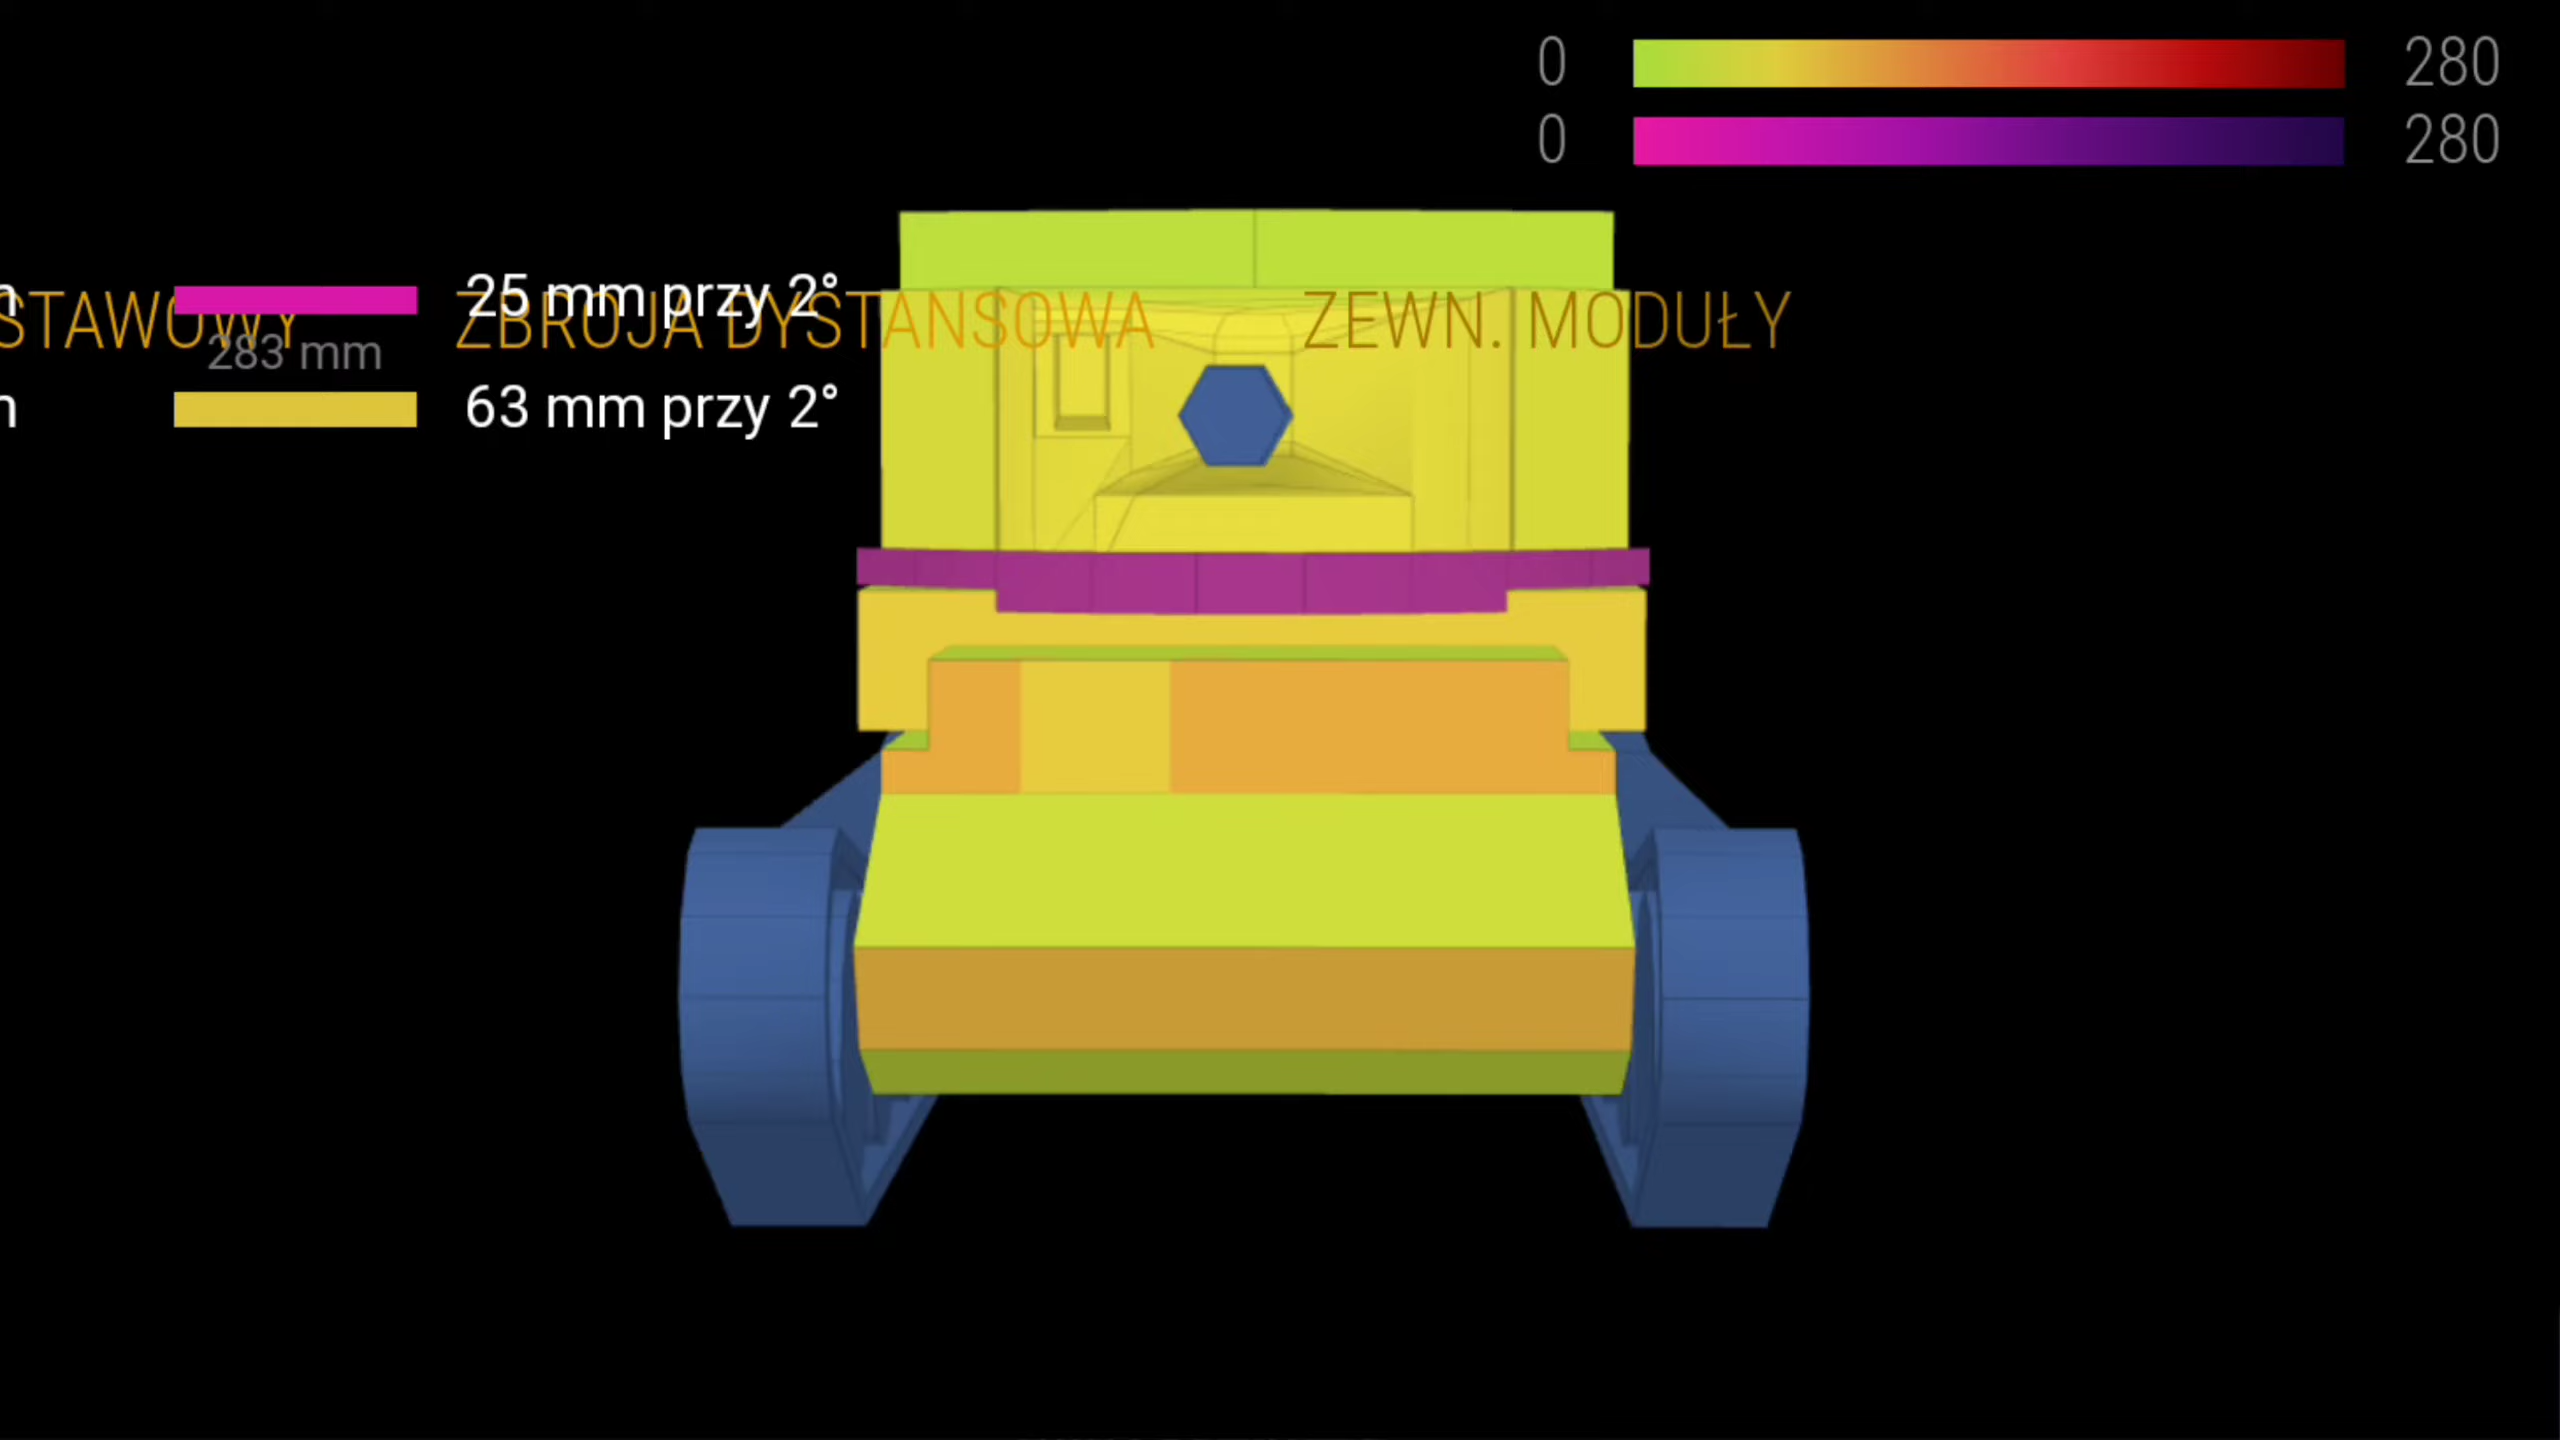 0 280
0 280
25 mm przy 2°
STAWOWY ZBROJA DYSTANSOWA ZEWN. MODUŁY
283 mm
63 mm przy 2°